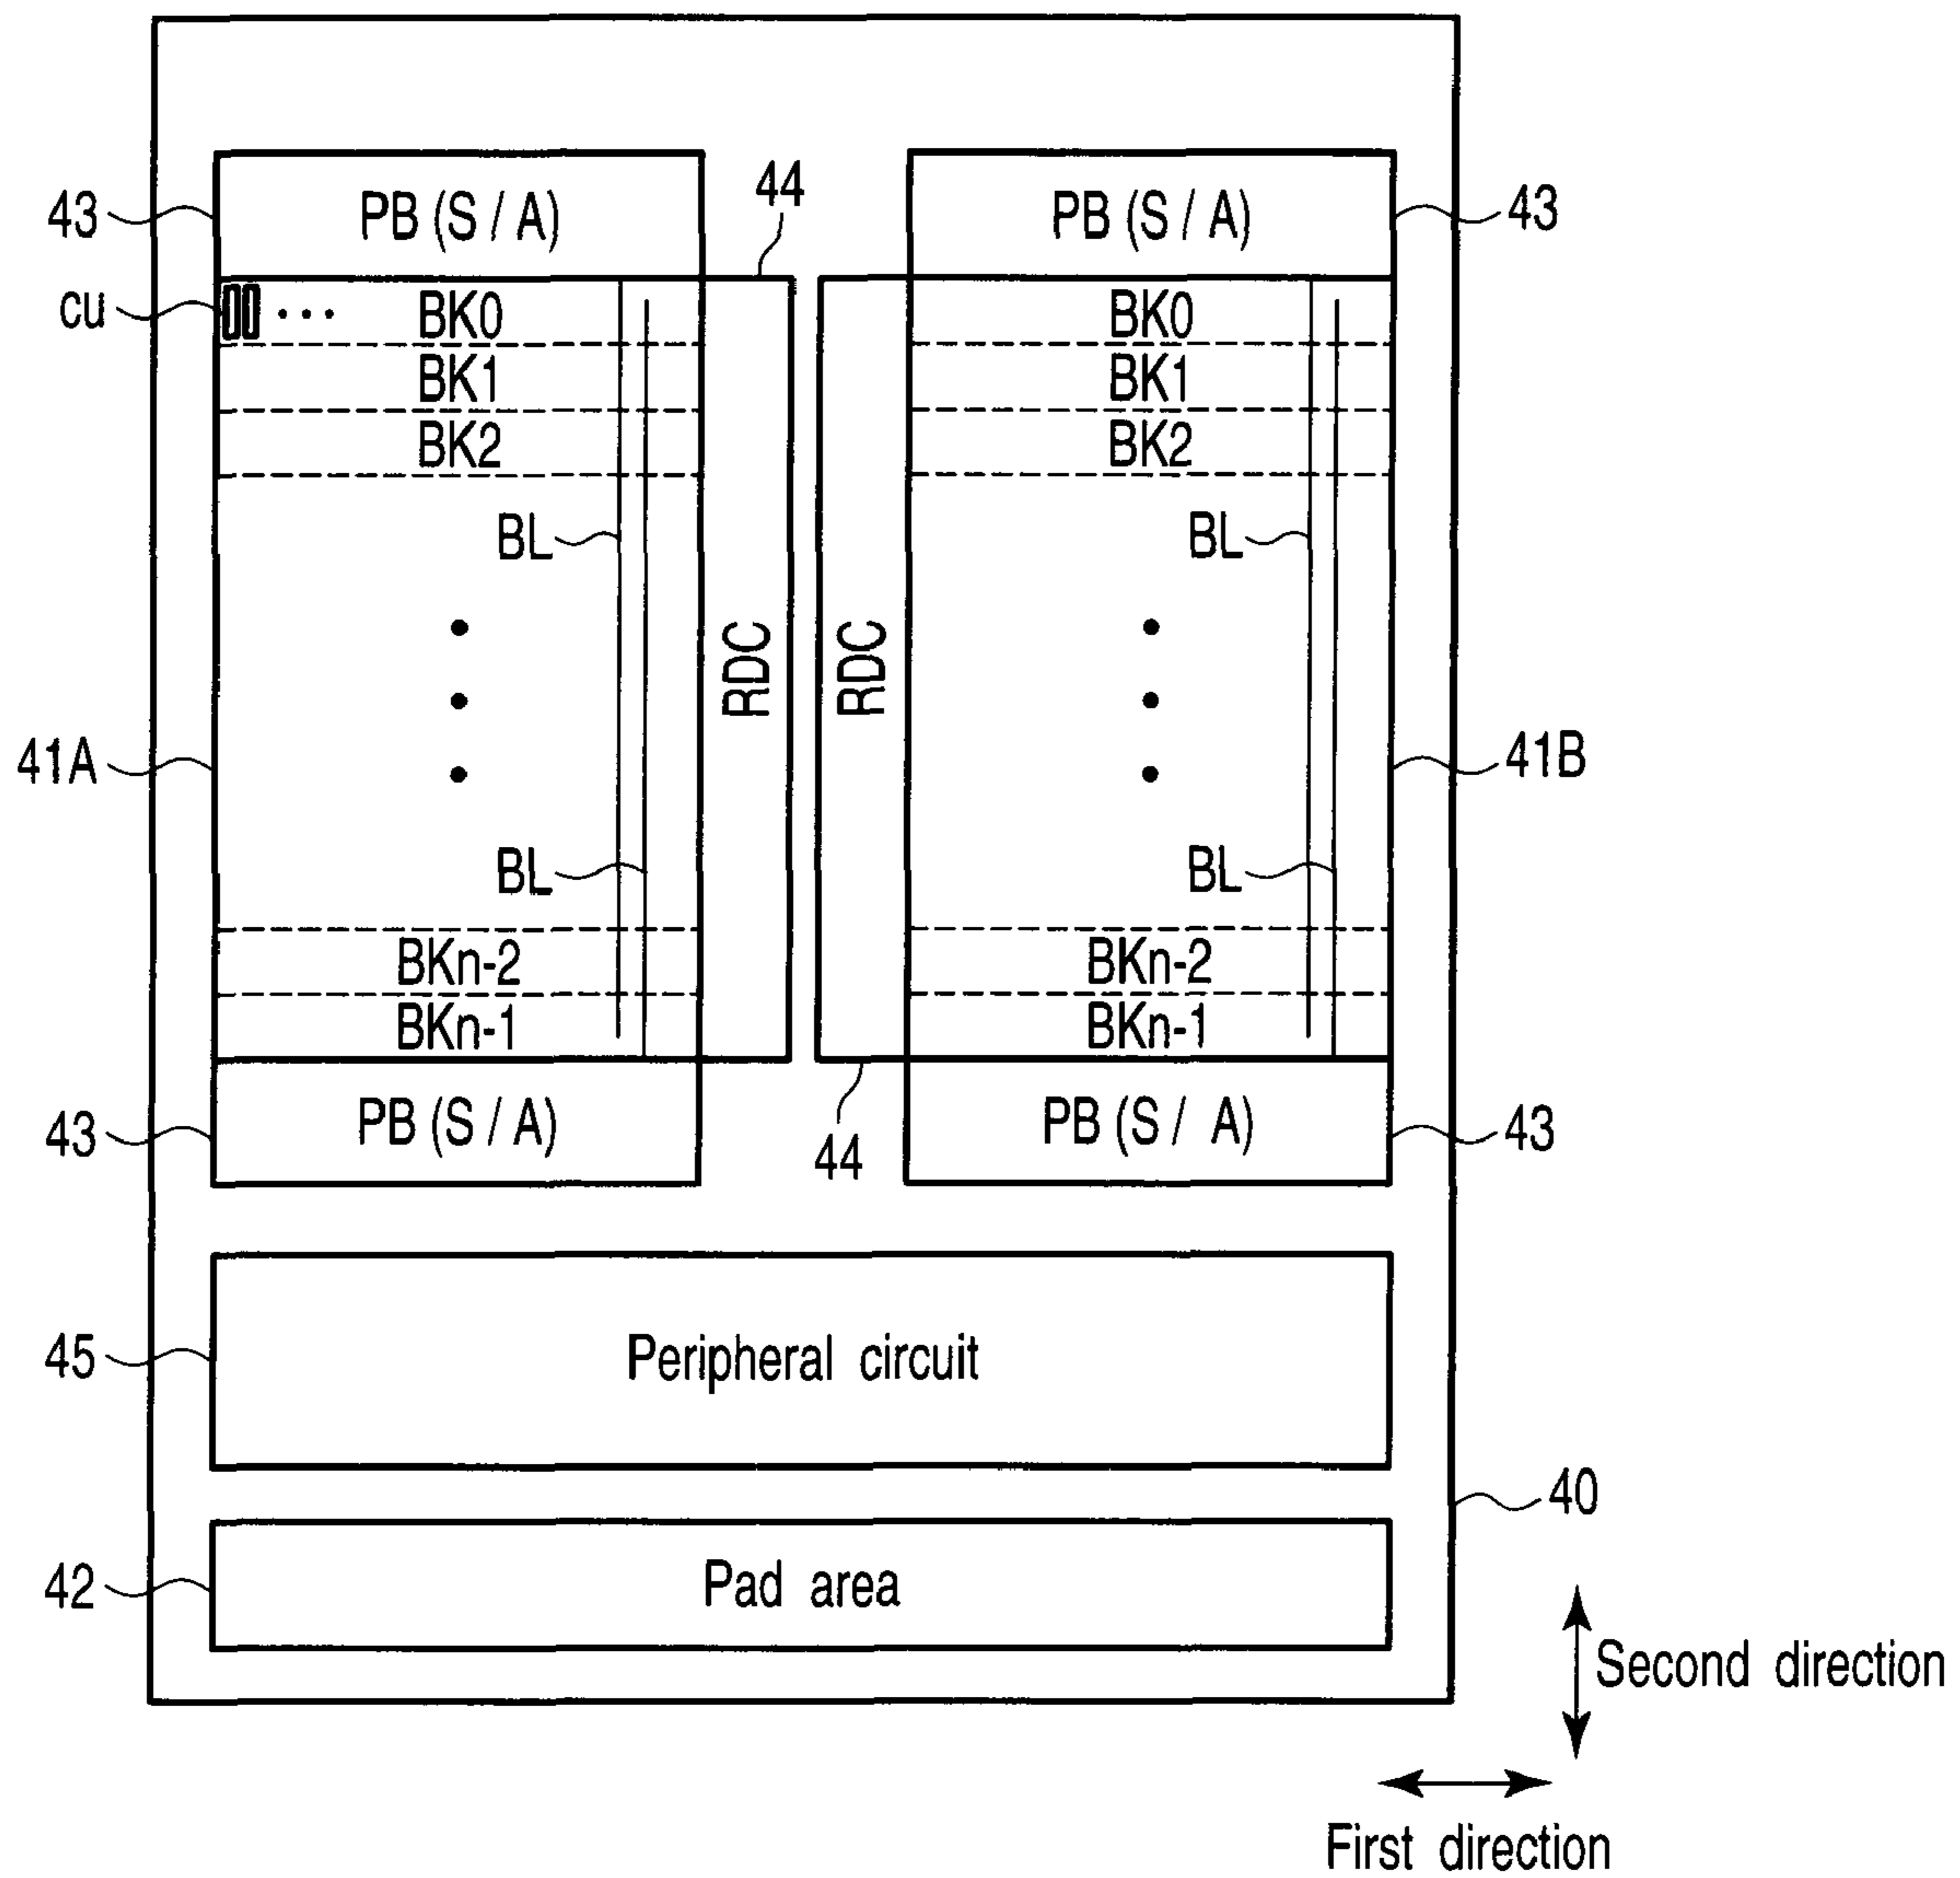 44
43
PB (S / A)
PB (S / A)
43
cu
BK0
BK0
BK1
BK1
BK2
BK2
BL
BL
RDC
RDC
41A
41B
BL
BL
BKn-2
BKn-2
BKn-1
BKn-1
43
PB (S / A)
44
PB (S / A)
43
45
Peripheral circuit
40
42
Pad area
Second direction
First direction